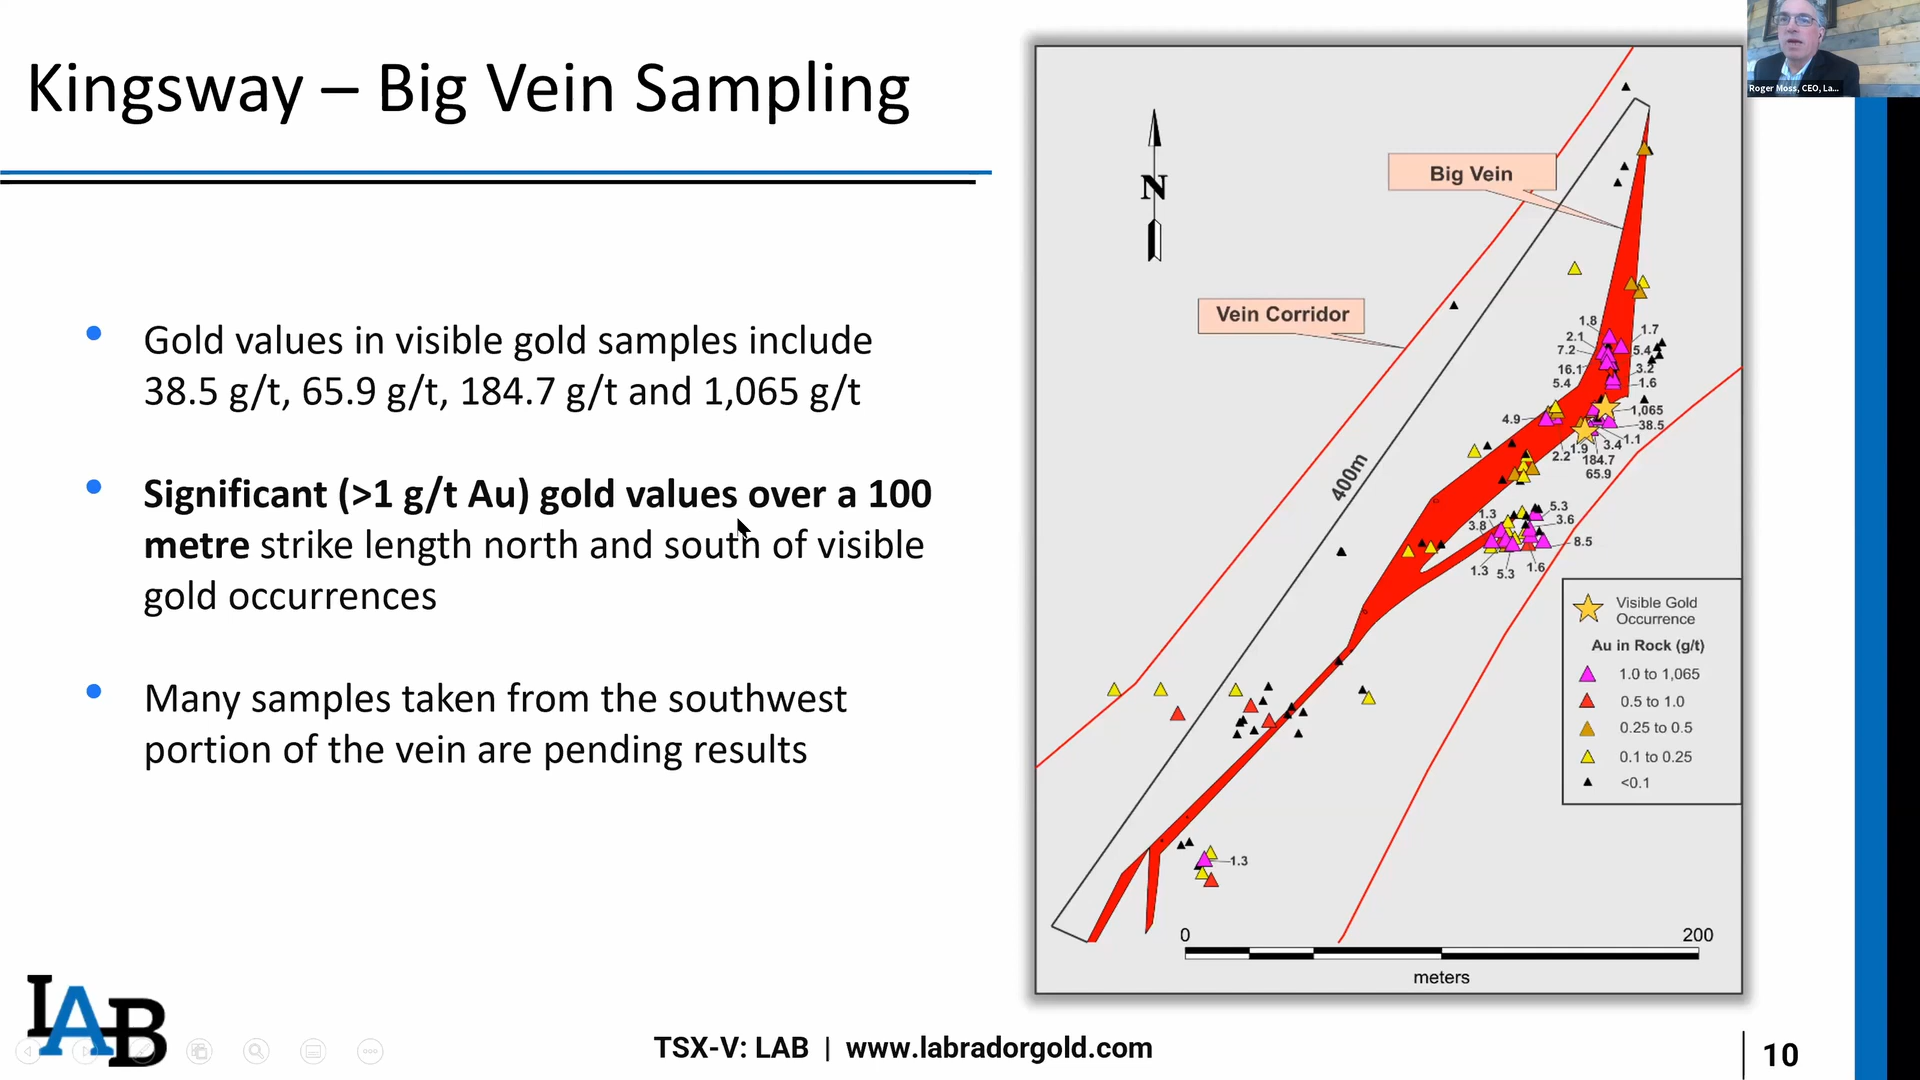 Kingsway – Big Vein Sampling
Roger Moss, CEO, La...
• Gold values in visible gold samples include
38.5 g/t, 65.9 g/t, 184.7 g/t and 1,065 g/t
• Significant (>1 g/t Au) gold values over a 100
metre strike length north and south of visible
gold occurrences
• Many samples taken from the southwest
portion of the vein are pending results
N
Big Vein
Vein Corridor
400m
1.8
2.1
7.2
16.1
5.4
1.7
5.4
3.2
1.6
4.9
1,065
38.5
1.1
3.4
1.9
2.2
184.7
65.9
1.3
3.8
5.3
3.6
8.5
1.3
5.3
1.6
1.3
Visible Gold
Occurrence
Au in Rock (g/t)
1.0 to 1,065
0.5 to 1.0
0.25 to 0.5
0.1 to 0.25
<0.1
0
200
meters
LAB
TSX-V: LAB | www.labradorgold.com
10